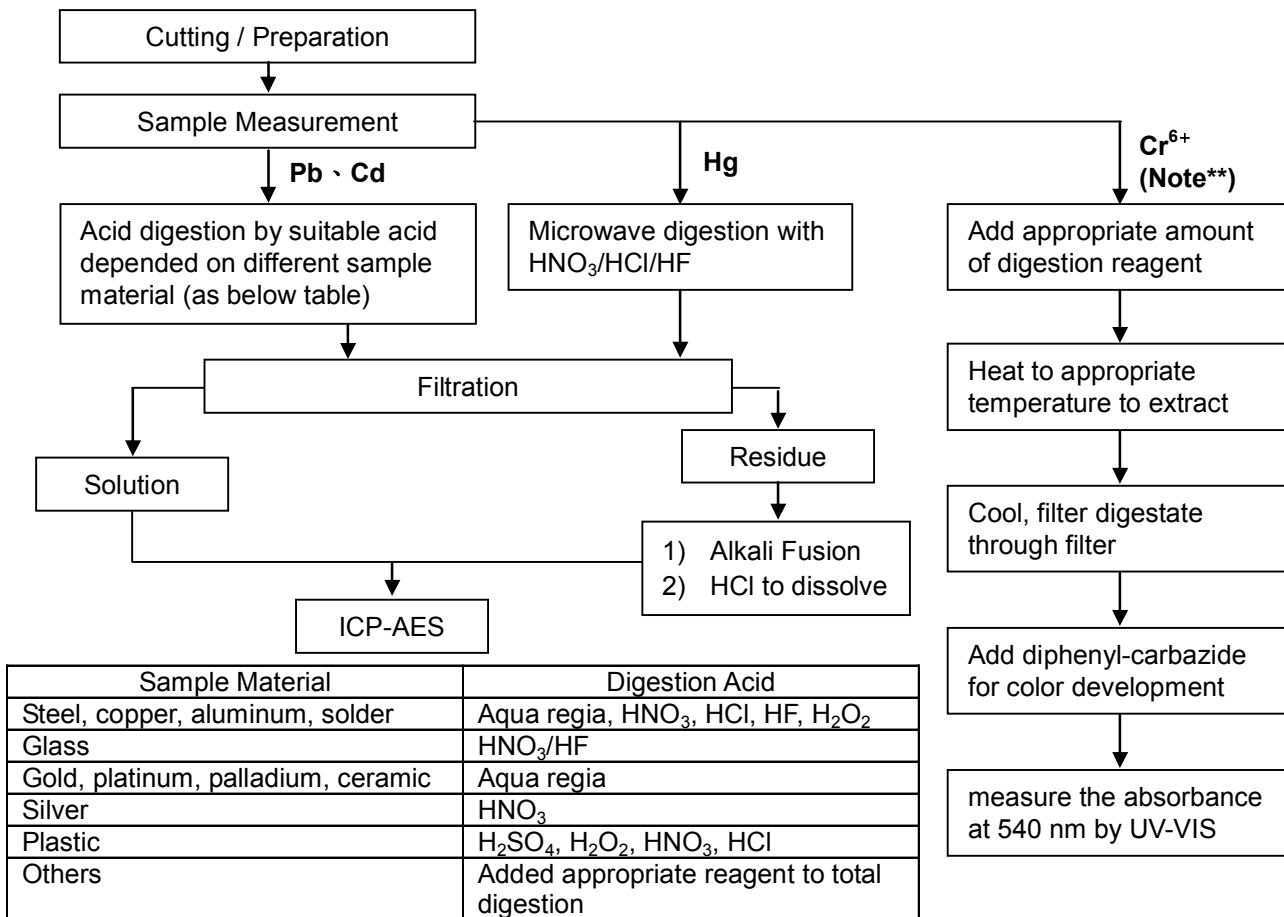 Cutting / Preparation
Sample Measurement
Pb、Cd
Hg
Cr⁶⁺
(Note**)
Acid digestion by suitable acid
depended on different sample
material (as below table)
Microwave digestion with
HNO₃/HCl/HF
Add appropriate amount
of digestion reagent
Filtration
Heat to appropriate
temperature to extract
Solution
Residue
1) Alkali Fusion
2) HCl to dissolve
Cool, filter digestate
through filter
ICP-AES
Add diphenyl-carbazide
for color development
measure the absorbance
at 540 nm by UV-VIS
Sample Material Digestion Acid
Steel, copper, aluminum, solder Aqua regia, HNO₃, HCl, HF, H₂O₂
Glass HNO₃/HF
Gold, platinum, palladium, ceramic Aqua regia
Silver HNO₃
Plastic H₂SO₄, H₂O₂, HNO₃, HCl
Others Added appropriate reagent to total
digestion